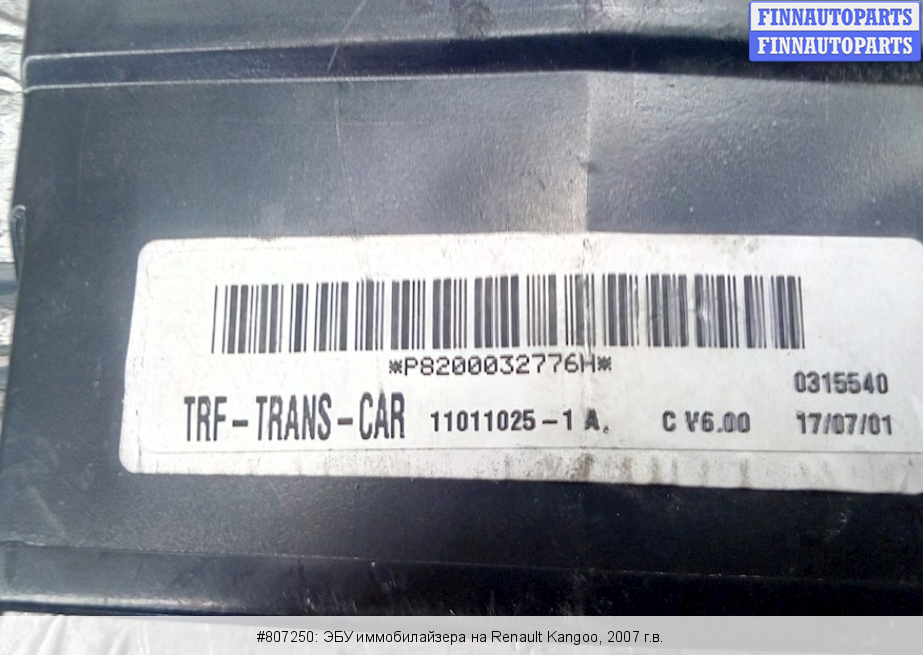 FINNAUTOPARTS
FINNAUTOPARTS
*P8200032776H*
0315540
TRF-TRANS-CAR 11011025-1 A. C V6.00 17/07/01
#807250: ЭБУ иммобилайзера на Renault Kangoo, 2007 г.в.